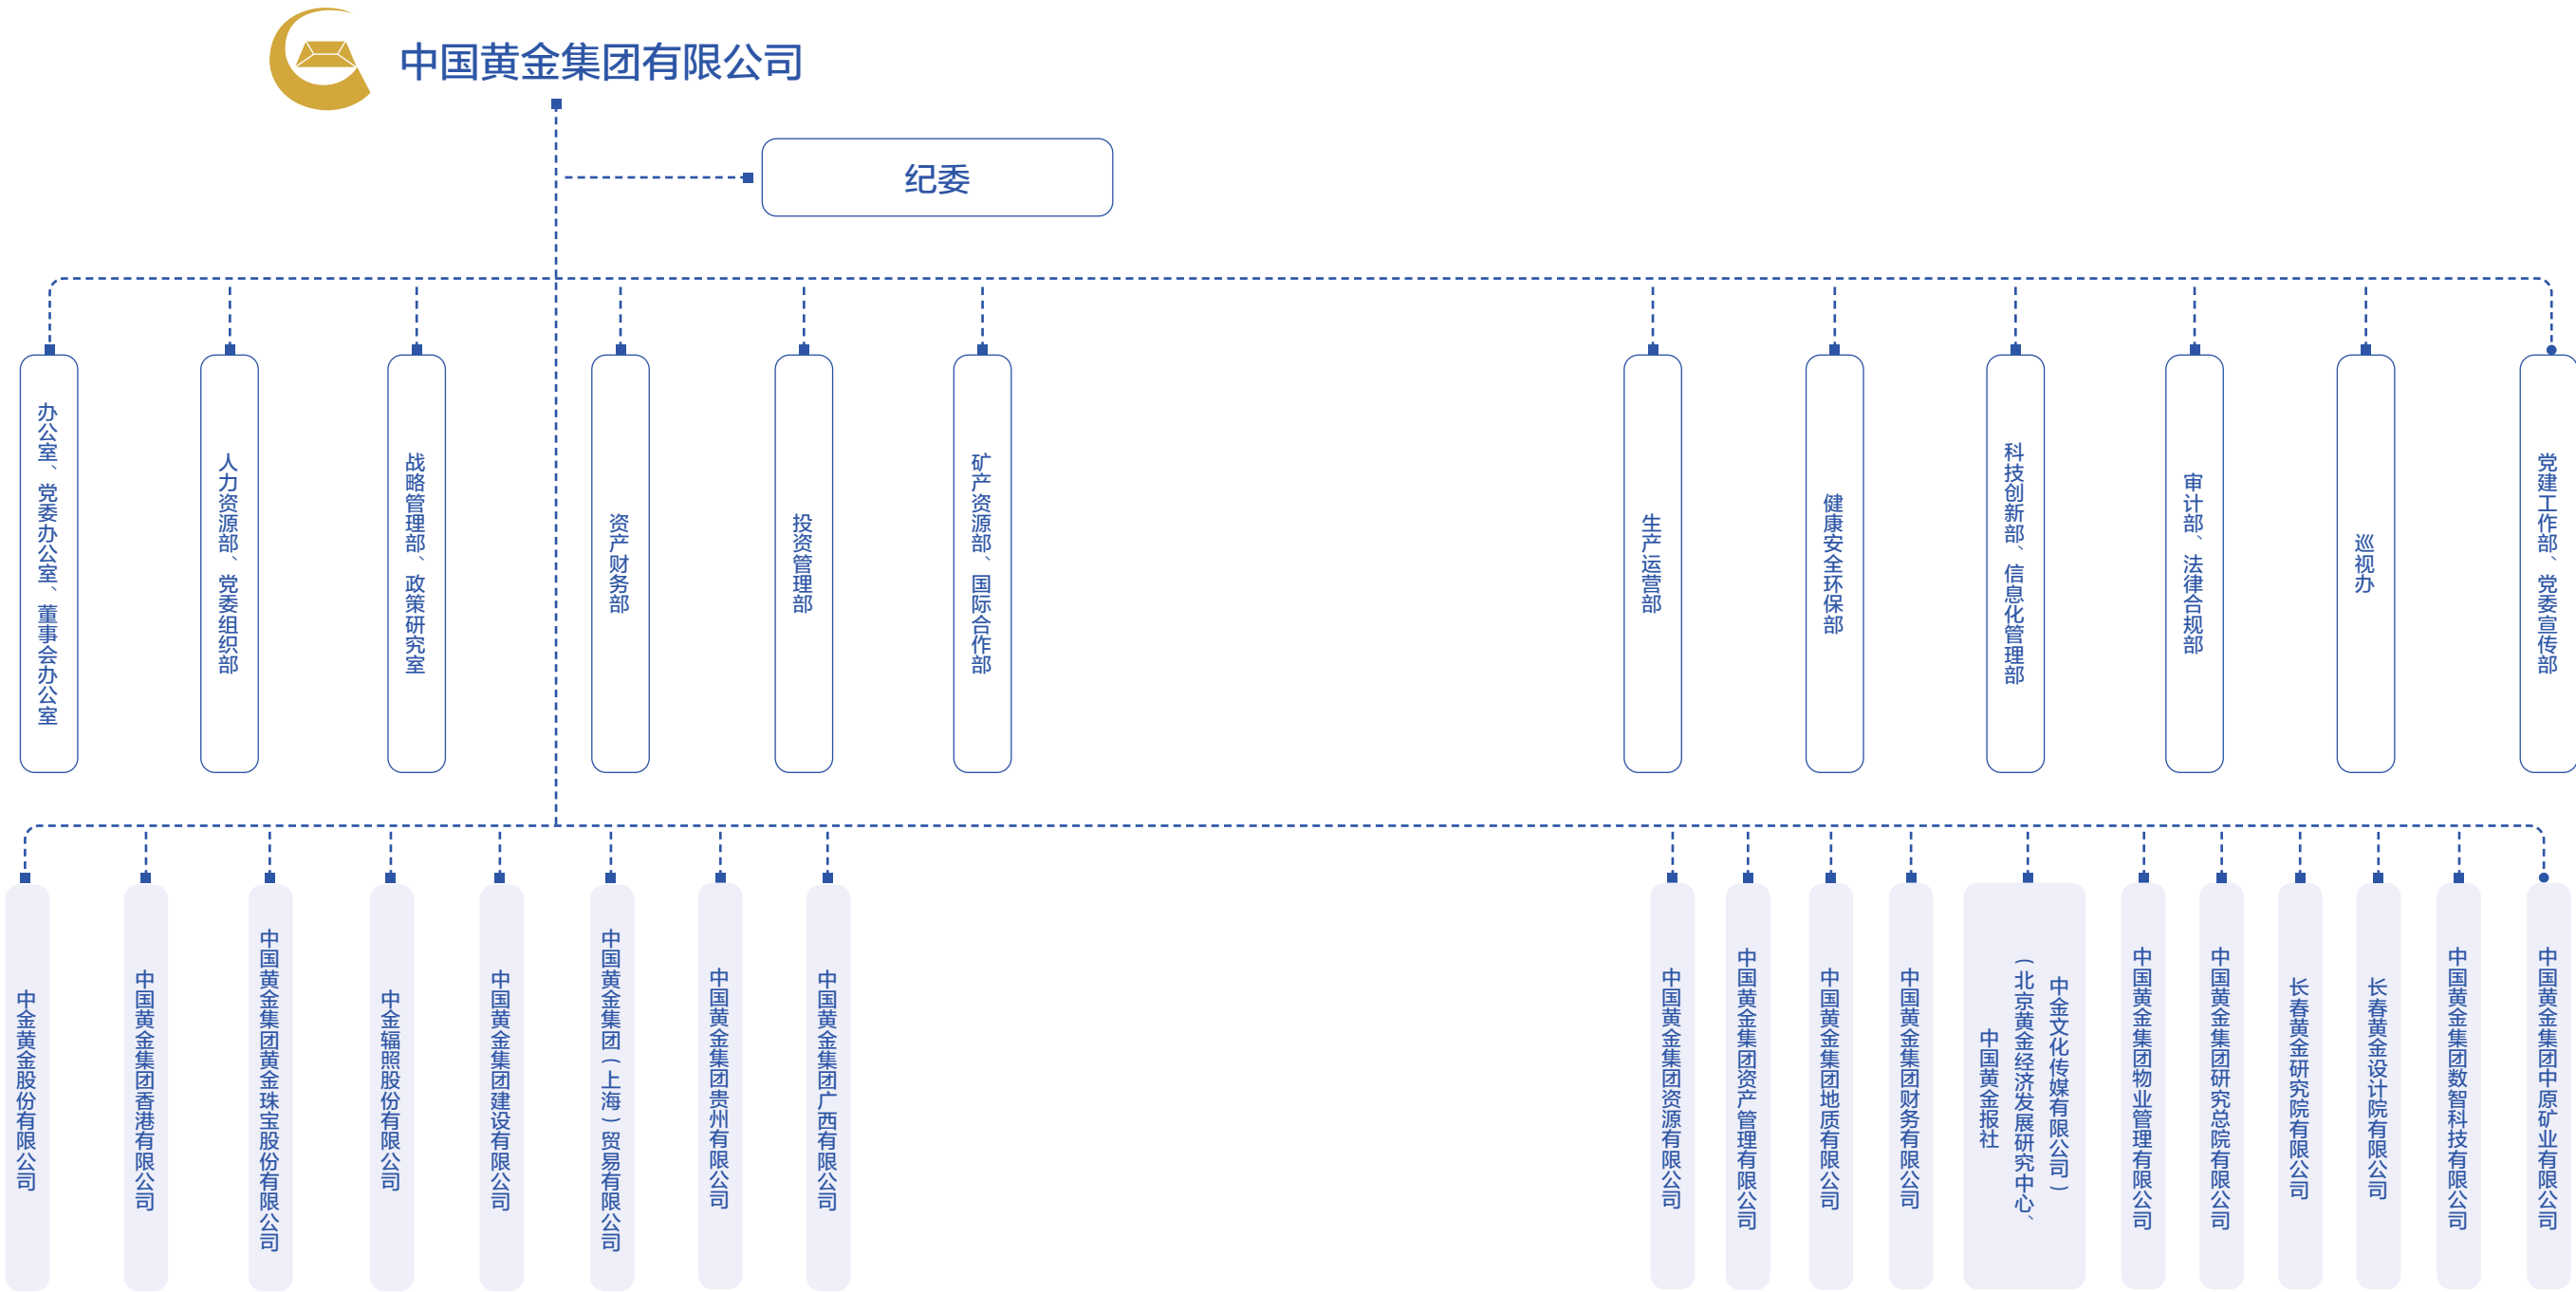 中国黄金集团有限公司
纪委
办公室、党委办公室、董事会办公室
人力资源部、党委组织部
战略管理部、政策研究室
资产财务部
投资管理部
矿产资源部、国际合作部
生产运营部
健康安全环保部
科技创新部、信息化管理部
审计部、法律合规部
巡视办
党建工作部、党委宣传部
中金黄金股份有限公司
中国黄金集团香港有限公司
中国黄金集团黄金珠宝股份有限公司
中金辐照股份有限公司
中国黄金集团建设有限公司
中国黄金集团(上海)贸易有限公司
中国黄金集团贵州有限公司
中国黄金集团广西有限公司
中国黄金集团资源有限公司
中国黄金集团资产管理有限公司
中国黄金集团地质有限公司
中国黄金集团财务有限公司
中国黄金报社
(北京黄金经济发展研究中心、
中金文化传媒有限公司)
中国黄金集团物业管理有限公司
中国黄金集团研究总院有限公司
长春黄金研究院有限公司
长春黄金设计院有限公司
中国黄金集团数智科技有限公司
中国黄金集团中原矿业有限公司